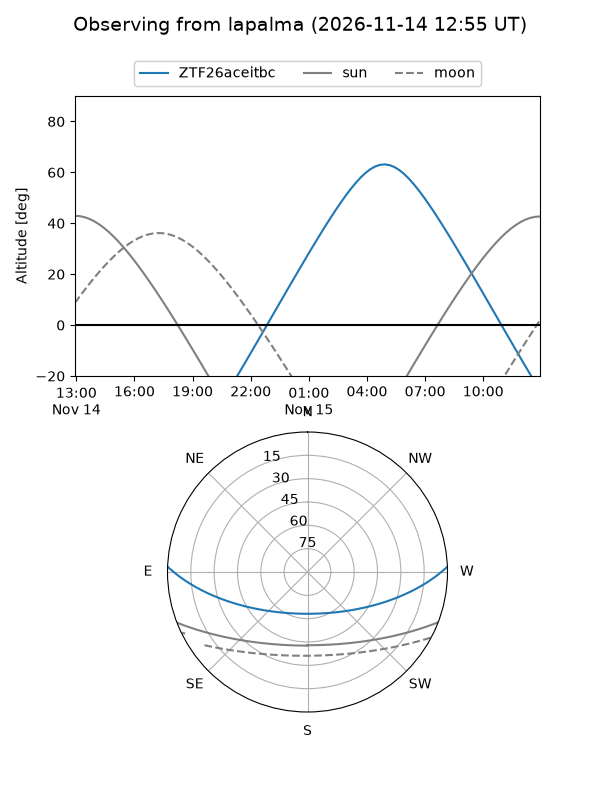 Observing from lapalma (2026-11-14 12:55 UT)
ZTF26aceitbc sun moon
80
60
40
20
0
−20
Altitude [deg]
13:00 16:00 19:00 22:00 01:00 04:00 07:00 10:00
Nov 14 Nov 15
N
NE NW
15
30
45
60
75
E W
SE SW
S